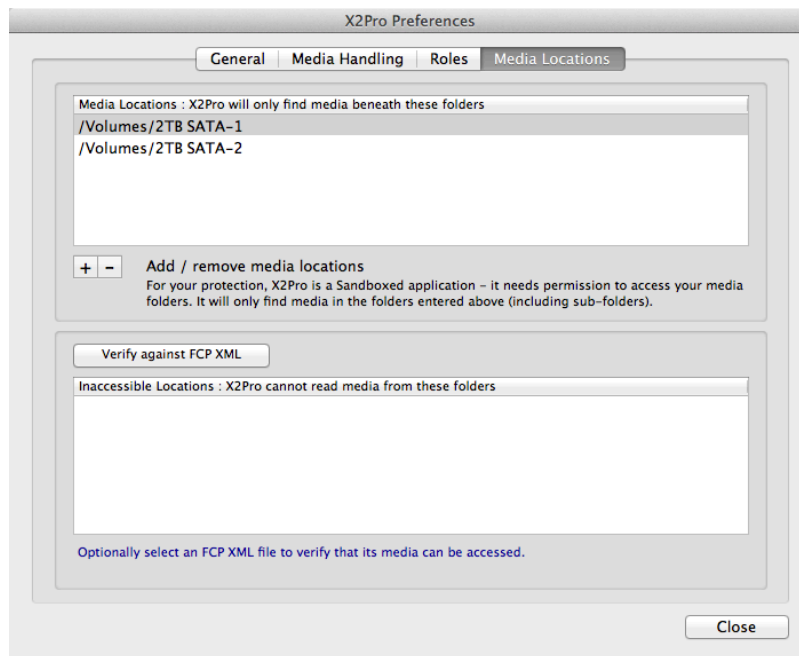 X2Pro Preferences
General Media Handling Roles Media Locations
Media Locations : X2Pro will only find media beneath these folders
/Volumes/2TB SATA-1
/Volumes/2TB SATA-2
+ - Add / remove media locations
For your protection, X2Pro is a Sandboxed application - it needs permission to access your media
folders. It will only find media in the folders entered above (including sub-folders).
Verify against FCP XML
Inaccessible Locations : X2Pro cannot read media from these folders
Optionally select an FCP XML file to verify that its media can be accessed.
Close